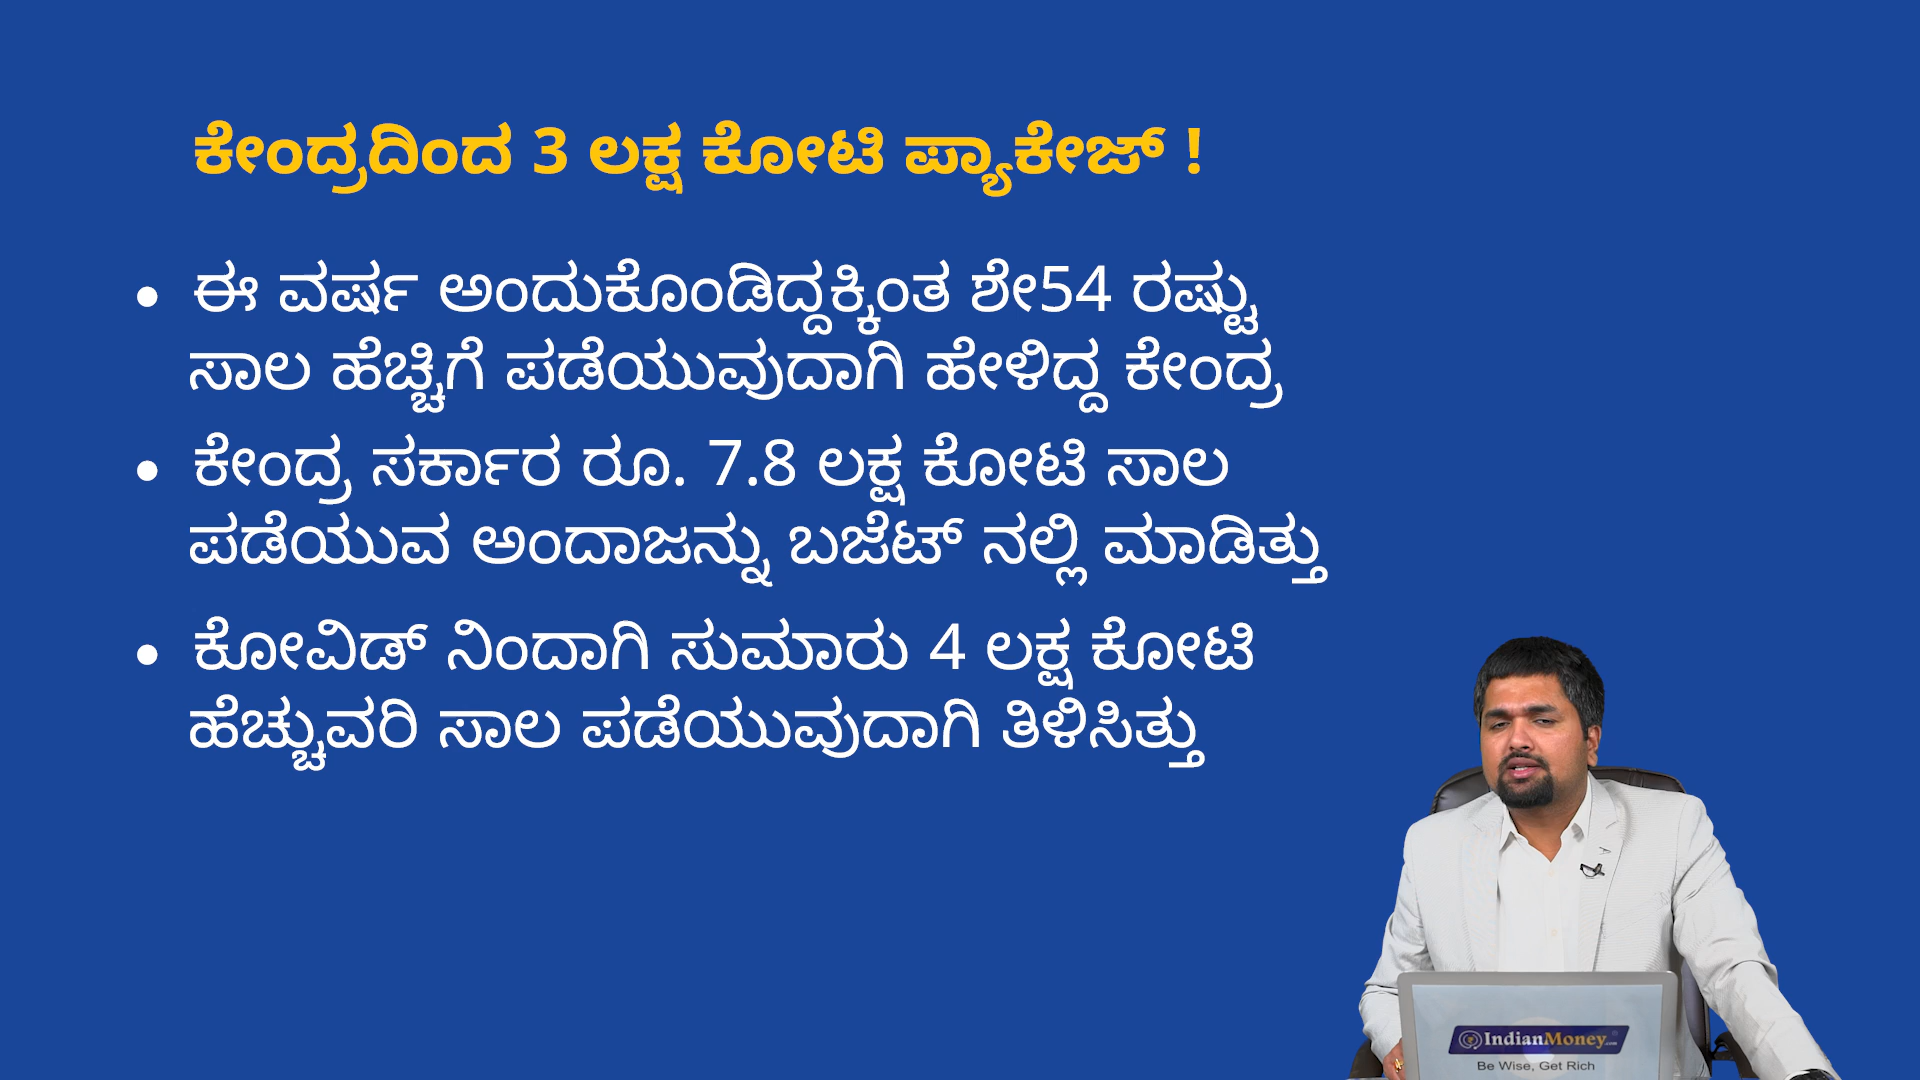 ಕೇಂದ್ರದಿಂದ 3 ಲಕ್ಷ ಕೋಟಿ ಪ್ಯಾಕೇಜ್ !
• ಈ ವರ್ಷ ಅಂದುಕೊಂಡಿದ್ದಕ್ಕಿಂತ ಶೇ54 ರಷ್ಟು
ಸಾಲ ಹೆಚ್ಚಿಗೆ ಪಡೆಯುವುದಾಗಿ ಹೇಳಿದ್ದ ಕೇಂದ್ರ
• ಕೇಂದ್ರ ಸರ್ಕಾರ ರೂ. 7.8 ಲಕ್ಷ ಕೋಟಿ ಸಾಲ
ಪಡೆಯುವ ಅಂದಾಜನ್ನು ಬಜೆಟ್ ನಲ್ಲಿ ಮಾಡಿತ್ತು
• ಕೋವಿಡ್ ನಿಂದಾಗಿ ಸುಮಾರು 4 ಲಕ್ಷ ಕೋಟಿ
ಹೆಚ್ಚುವರಿ ಸಾಲ ಪಡೆಯುವುದಾಗಿ ತಿಳಿಸಿತ್ತು
IndianMoney.com
Be Wise, Get Rich